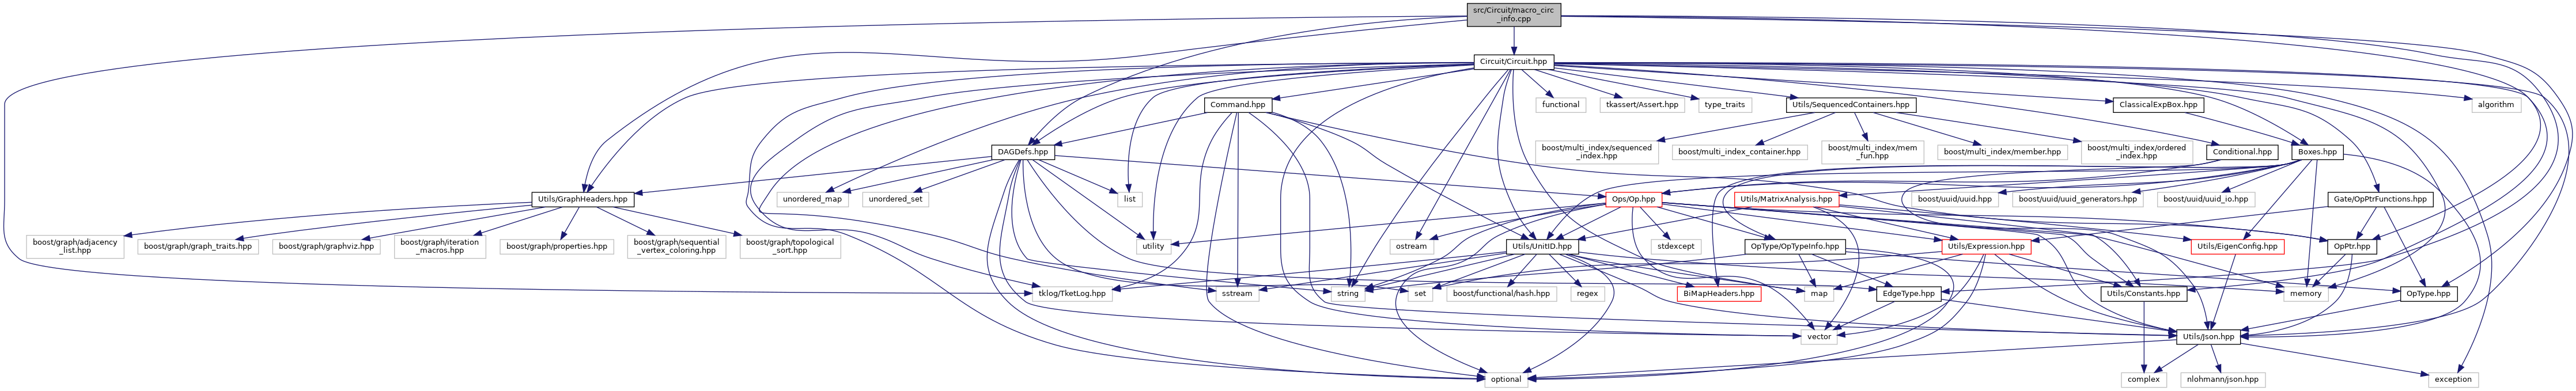 src/Circuit/macro_circ
_info.cpp
Circuit/Circuit.hpp
Command.hpp
functional
tkassert/Assert.hpp
type_traits
Utils/SequencedContainers.hpp
ClassicalExpBox.hpp
algorithm
DAGDefs.hpp
boost/multi_index/sequenced
_index.hpp
boost/multi_index_container.hpp
boost/multi_index/mem
_fun.hpp
boost/multi_index/member.hpp
boost/multi_index/ordered
_index.hpp
Conditional.hpp
Boxes.hpp
Utils/GraphHeaders.hpp
unordered_map
unordered_set
list
Ops/Op.hpp
Utils/MatrixAnalysis.hpp
boost/uuid/uuid.hpp
boost/uuid/uuid_generators.hpp
boost/uuid/uuid_io.hpp
Gate/OpPtrFunctions.hpp
boost/graph/adjacency
_list.hpp
boost/graph/graph_traits.hpp
boost/graph/graphviz.hpp
boost/graph/iteration
_macros.hpp
boost/graph/properties.hpp
boost/graph/sequential
_vertex_coloring.hpp
boost/graph/topological
_sort.hpp
utility
ostream
Utils/UnitID.hpp
stdexcept
OpType/OpTypeInfo.hpp
Utils/Expression.hpp
Utils/EigenConfig.hpp
OpPtr.hpp
tklog/TketLog.hpp
sstream
string
set
boost/functional/hash.hpp
regex
BiMapHeaders.hpp
map
EdgeType.hpp
Utils/Constants.hpp
memory
OpType.hpp
vector
Utils/Json.hpp
optional
complex
nlohmann/json.hpp
exception